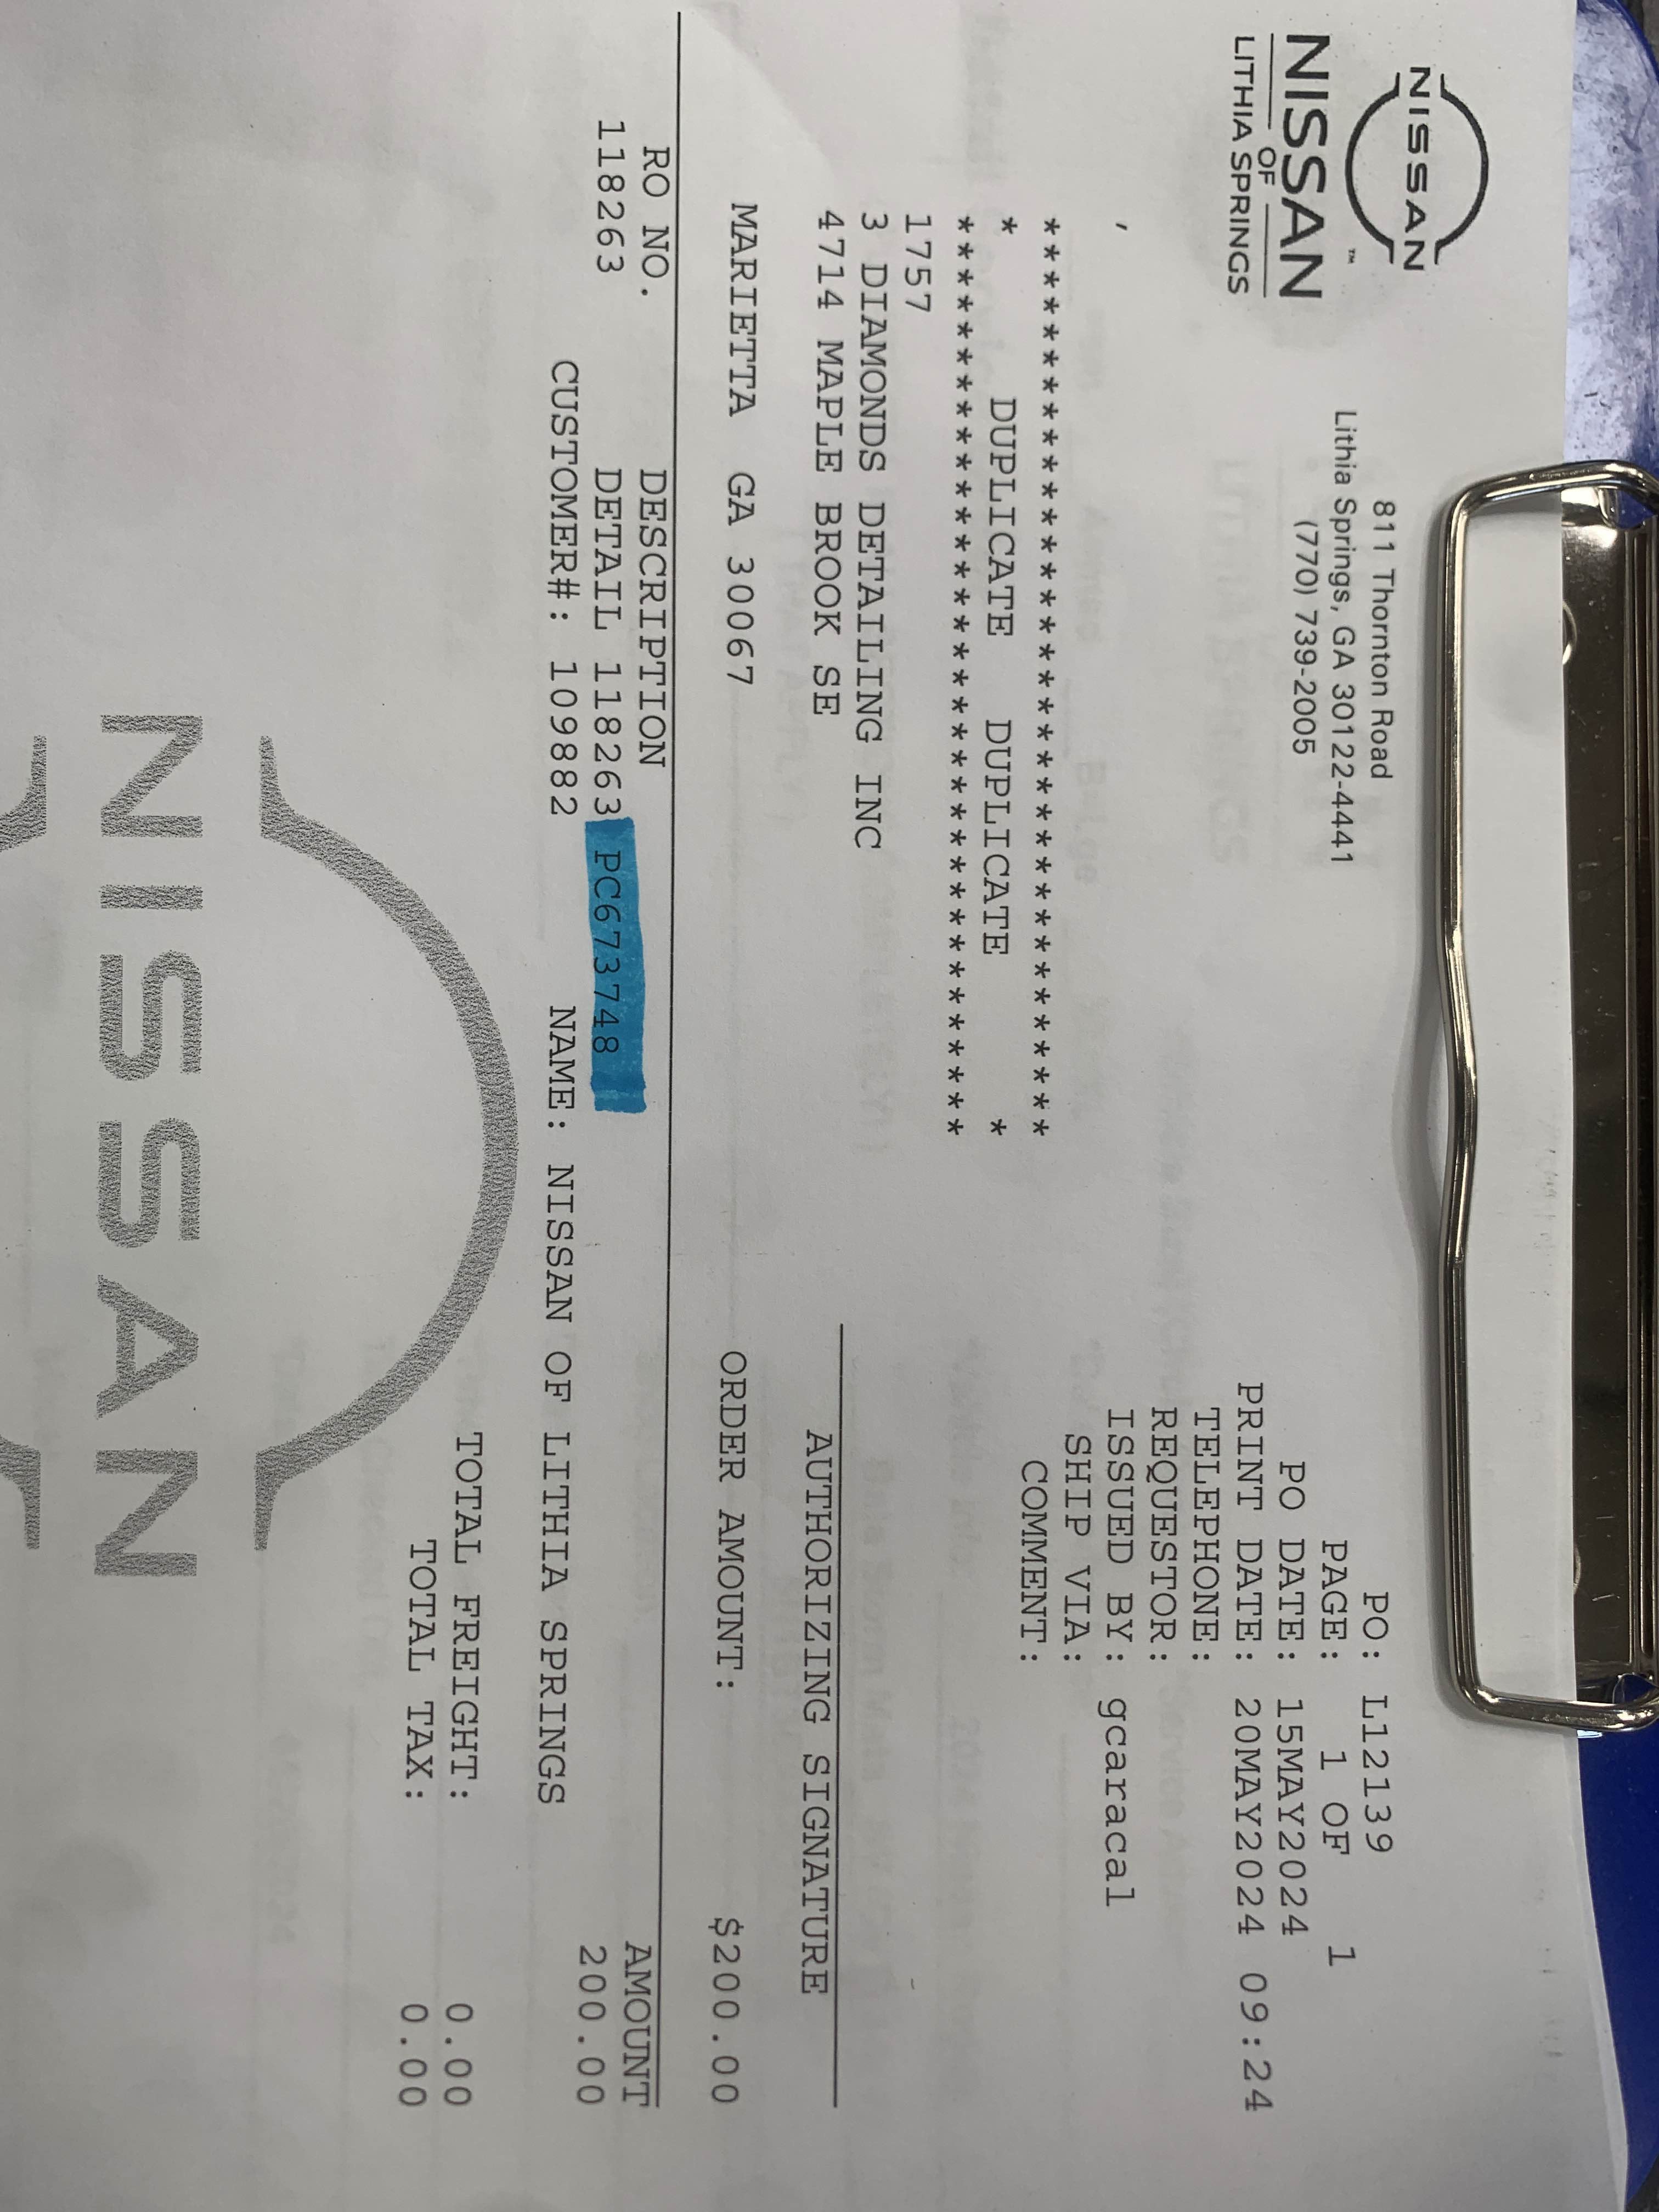 NISSAN
NISSAN
OF
LITHIA SPRINGS
™
811 Thornton Road
Lithia Springs, GA 30122-4441
(770) 739-2005
PO: L12139
PAGE: 1 OF 1
PO DATE: 15MAY2024
PRINT DATE: 20MAY2024 09:24
TELEPHONE:
REQUESTOR:
ISSUED BY: gcaracal
SHIP VIA:
COMMENT:
,
***********************************
* DUPLICATE DUPLICATE *
***********************************
1757
3 DIAMONDS DETAILING INC
4714 MAPLE BROOK SE
MARIETTA GA 30067
AUTHORIZING SIGNATURE
ORDER AMOUNT: $200.00
RO NO. DESCRIPTION AMOUNT
118263 DETAIL 118263 PC673748 200.00
CUSTOMER#: 109882 NAME: NISSAN OF LITHIA SPRINGS
TOTAL FREIGHT: 0.00
TOTAL TAX: 0.00
NISSAN